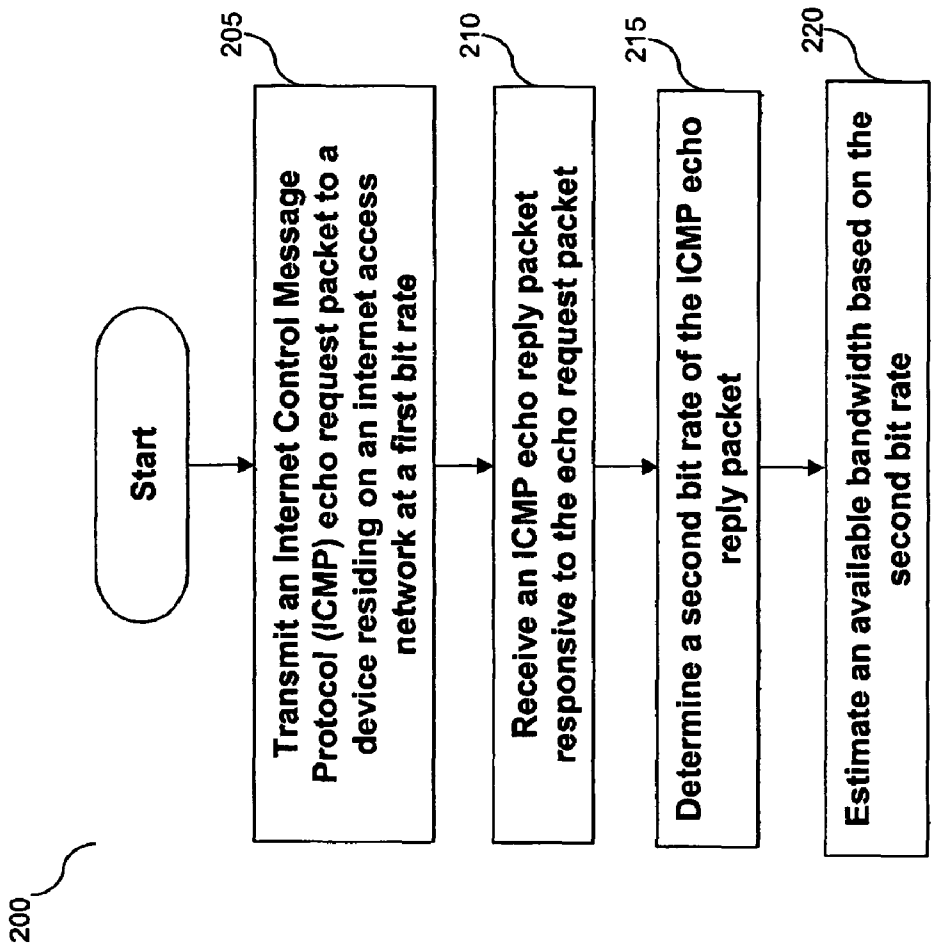 200
Start
205
Transmit an Internet Control Message
Protocol (ICMP) echo request packet to a
device residing on an internet access
network at a first bit rate
210
Receive an ICMP echo reply packet
responsive to the echo request packet
215
Determine a second bit rate of the ICMP echo
reply packet
220
Estimate an available bandwidth based on the
second bit rate